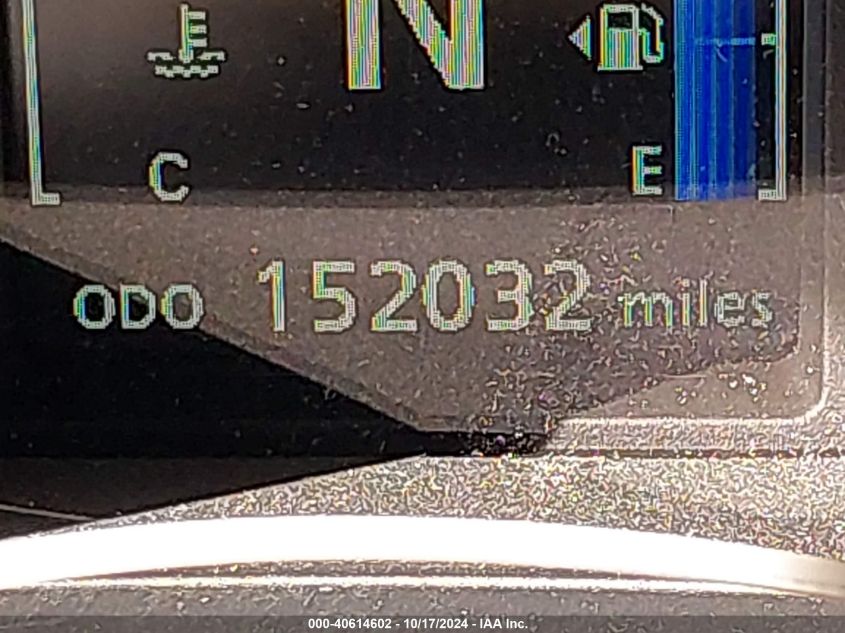 N
C E
ODO 152032 miles
000-40614602 - 10/17/2024 - IAA Inc.